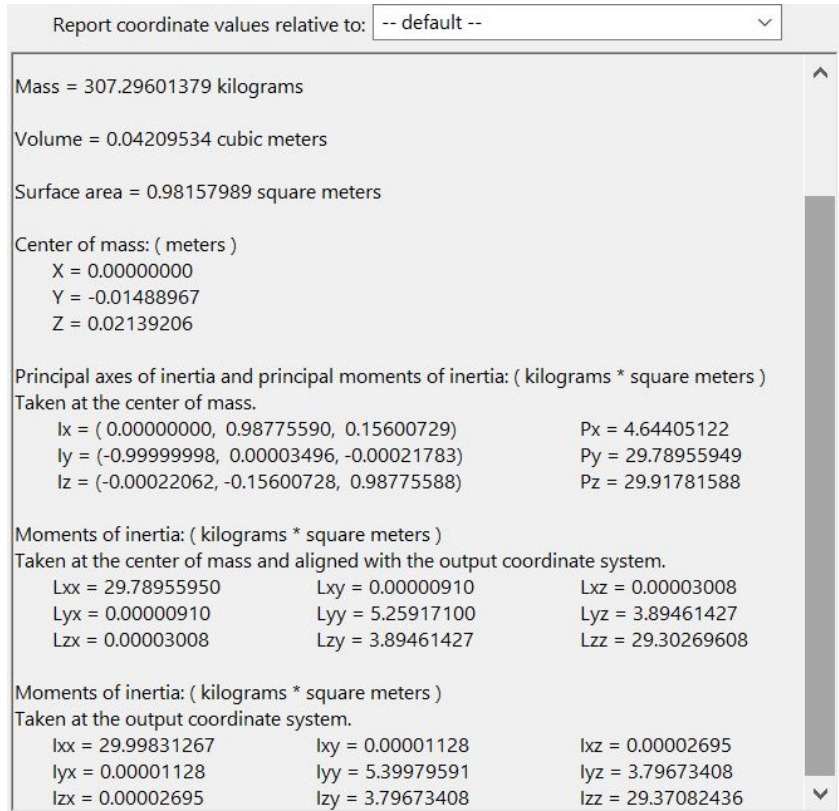 Report coordinate values relative to: -- default --
Mass = 307.29601379 kilograms
Volume = 0.04209534 cubic meters
Surface area = 0.98157989 square meters
Center of mass: ( meters )
X = 0.00000000
Y = -0.01488967
Z = 0.02139206
Principal axes of inertia and principal moments of inertia: ( kilograms * square meters )
Taken at the center of mass.
Ix = ( 0.00000000, 0.98775590, 0.15600729) Px = 4.64405122
Iy = (-0.99999998, 0.00003496, -0.00021783) Py = 29.78955949
Iz = (-0.00022062, -0.15600728, 0.98775588) Pz = 29.91781588
Moments of inertia: ( kilograms * square meters )
Taken at the center of mass and aligned with the output coordinate system.
Lxx = 29.78955950 Lxy = 0.00000910 Lxz = 0.00003008
Lyx = 0.00000910 Lyy = 5.25917100 Lyz = 3.89461427
Lzx = 0.00003008 Lzy = 3.89461427 Lzz = 29.30269608
Moments of inertia: ( kilograms * square meters )
Taken at the output coordinate system.
Ixx = 29.99831267 Ixy = 0.00001128 Ixz = 0.00002695
Iyx = 0.00001128 Iyy = 5.39979591 Iyz = 3.79673408
Izx = 0.00002695 Izy = 3.79673408 Izz = 29.37082436